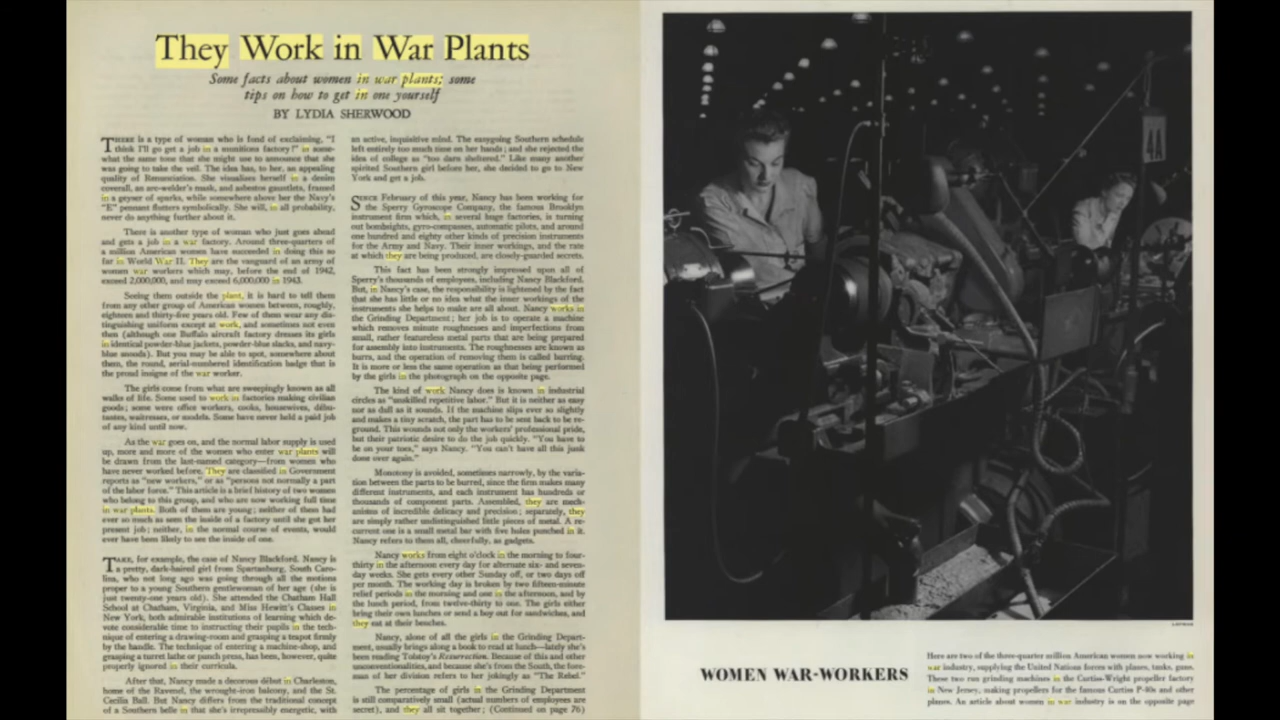 They Work in War Plants
Some facts about women in war plants; some
tips on how to get in one yourself
BY LYDIA SHERWOOD
THERE is a type of woman who is fond of exclaiming, "I
think I'll go get a job in a munitions factory!" in some-
what the same tone that she might use to announce that she
was going to take the veil. The idea has, to her, an appealing
quality of Renunciation. She visualizes herself in a denim
coverall, an arc-welder's mask, and asbestos gauntlets, framed
in a geyser of sparks, while somewhere above her the Navy's
"E" pennant flutters symbolically. She will, in all probability,
never do anything further about it.
There is another type of woman who just goes ahead
and gets a job in a war factory. Around three-quarters of
a million American women have succeeded in doing this so
far in World War II. They are the vanguard of an army of
women war workers which may, before the end of 1942,
exceed 2,000,000, and may exceed 6,000,000 in 1943.
Seeing them outside the plant, it is hard to tell them
from any other group of American women between, roughly,
eighteen and thirty-five years old. Few of them wear any dis-
tinguishing uniform except at work, and sometimes not even
then (although one Buffalo aircraft factory dresses its girls
in identical powder-blue jackets, powder-blue slacks, and navy-
blue snoods). But you may be able to spot, somewhere about
them, the round, serial-numbered identification badge that is
the proud insigne of the war worker.
The girls come from what are sweepingly known as all
walks of life. Some used to work in factories making civilian
goods; some were office workers, cooks, housewives, débu-
tantes, waitresses, or models. Some have never held a paid job
of any kind until now.
As the war goes on, and the normal labor supply is used
up, more and more of the women who enter war plants will
be drawn from the last-named category—from women who
have never worked before. They are classified in Government
reports as "new workers," or as "persons not normally a part
of the labor force." This article is a brief history of two women
who belong to this group, and who are now working full time
in war plants. Both of them are young; neither of them had
ever so much as seen the inside of a factory until she got her
present job; neither, in the normal course of events, would
ever have been likely to see the inside of one.
TAKE, for example, the case of Nancy Blackford. Nancy is
a pretty, dark-haired girl from Spartanburg, South Caro-
lina, who not long ago was going through all the motions
proper to a young Southern gentlewoman of her age (she is
just twenty-one years old). She attended the Chatham Hall
School at Chatham, Virginia, and Miss Hewitt's Classes in
New York, both admirable institutions of learning which de-
vote considerable time to instructing their pupils in the tech-
nique of entering a drawing-room and grasping a teapot firmly
by the handle. The technique of entering a machine-shop, and
grasping a turret lathe or punch press, has been, however, quite
properly ignored in their curricula.
After that, Nancy made a decorous début in Charleston,
home of the Ravenel, the wrought-iron balcony, and the St.
Cecilia Ball. But Nancy differs from the traditional concept
of a Southern belle in that she's irrepressibly energetic, with
an active, inquisitive mind. The easygoing Southern schedule
left entirely too much time on her hands; and she rejected the
idea of college as "too darn sheltered." Like many another
spirited Southern girl before her, she decided to go to New
York and get a job.
SINCE February of this year, Nancy has been working for
the Sperry Gyroscope Company, the famous Brooklyn
instrument firm which, in several huge factories, is turning
out bombsights, gyro-compasses, automatic pilots, and around
one hundred and eighty other kinds of precision instruments
for the Army and Navy. Their inner workings, and the rate
at which they are being produced, are closely-guarded secrets.
This fact has been strongly impressed upon all of
Sperry's thousands of employees, including Nancy Blackford.
But, in Nancy's case, the responsibility is lightened by the fact
that she has little or no idea what the inner workings of the
instruments she helps to make are all about. Nancy works in
the Grinding Department; her job is to operate a machine
which removes minute roughnesses and imperfections from
small, rather featureless metal parts that are being prepared
for assembly into instruments. The roughnesses are known as
burrs, and the operation of removing them is called burring.
It is more or less the same operation as that being performed
by the girls in the photograph on the opposite page.
The kind of work Nancy does is known in industrial
circles as "unskilled repetitive labor." But it is neither as easy
nor as dull as it sounds. If the machine slips ever so slightly
and makes a tiny scratch, the part has to be sent back to be re-
ground. This wounds not only the workers' professional pride,
but their patriotic desire to do the job quickly. "You have to
be on your toes," says Nancy. "You can't have all this junk
done over again."
Monotony is avoided, sometimes narrowly, by the varia-
tion between the parts to be burred, since the firm makes many
different instruments, and each instrument has hundreds or
thousands of component parts. Assembled, they are mech-
anisms of incredible delicacy and precision; separately, they
are simply rather undistinguished little pieces of metal. A re-
current one is a small metal bar with five holes punched in it.
Nancy refers to them all, cheerfully, as gadgets.
Nancy works from eight o'clock in the morning to four-
thirty in the afternoon every day for alternate six- and seven-
day weeks. She gets every other Sunday off, or two days off
per month. The working day is broken by two fifteen-minute
relief periods in the morning and one in the afternoon, and by
the lunch period, from twelve-thirty to one. The girls either
bring their own lunches or send a boy out for sandwiches, and
they eat at their benches.
Nancy, alone of all the girls in the Grinding Depart-
ment, usually brings along a book to read at lunch—lately she's
been reading Tolstoy's Resurrection. Because of this and other
unconventionalities, and because she's from the South, the fore-
man of her division refers to her jokingly as "The Rebel."
The percentage of girls in the Grinding Department
is still comparatively small (actual numbers of employees are
secret), and they all sit together; (Continued on page 76)
4A
WOMEN WAR-WORKERS
Here are two of the three-quarter million American women now working in
war industry, supplying the United Nations forces with planes, tanks, guns.
These two run grinding machines in the Curtiss-Wright propeller factory
in New Jersey, making propellers for the famous Curtiss P-40s and other
planes. An article about women in war industry is on the opposite page